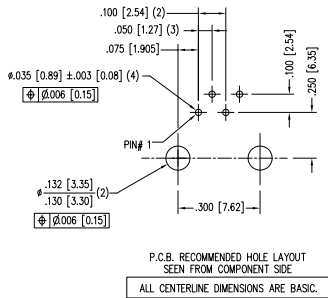 .100 [2.54] (2)
.050 [1.27] (3)
.075 [1.905]
ø.035 [0.89] ±.003 [0.08] (4)
⌖ Ø.006 [0.15]
.100 [2.54]
.250 [6.35]
PIN# 1
ø .132 [3.35] (2)
.130 [3.30]
⌖ Ø.006 [0.15]
.300 [7.62]
P.C.B. RECOMMENDED HOLE LAYOUT
SEEN FROM COMPONENT SIDE
ALL CENTERLINE DIMENSIONS ARE BASIC.